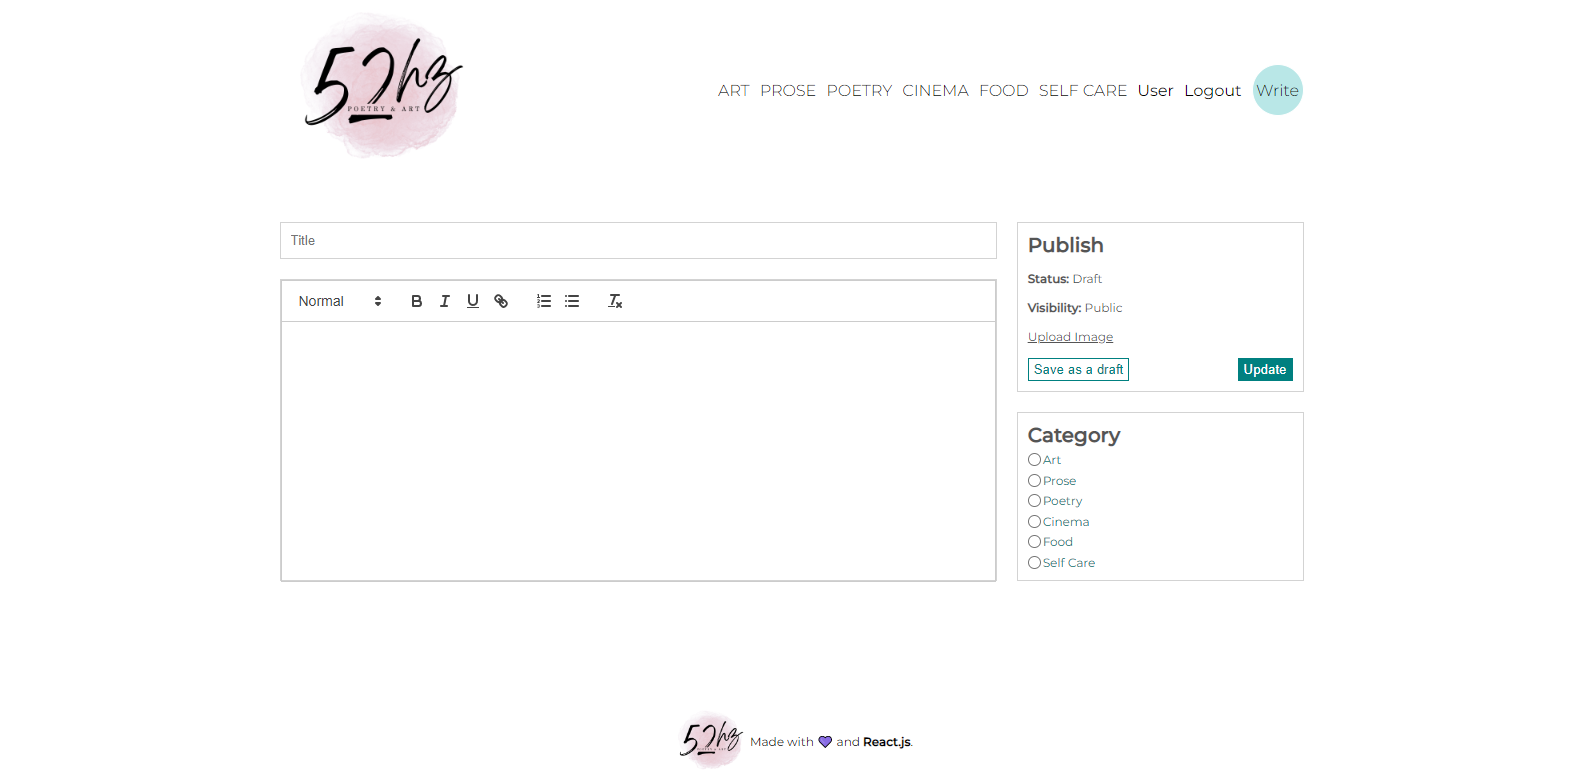 52hz
POETRY & ART
ART PROSE POETRY CINEMA FOOD SELF CARE User Logout Write
Title
Normal B I U
Publish
Status: Draft
Visibility: Public
Upload Image
Save as a draft Update
Category
Art
Prose
Poetry
Cinema
Food
Self Care
52hz
POETRY & ART
Made with 💜 and React.js.